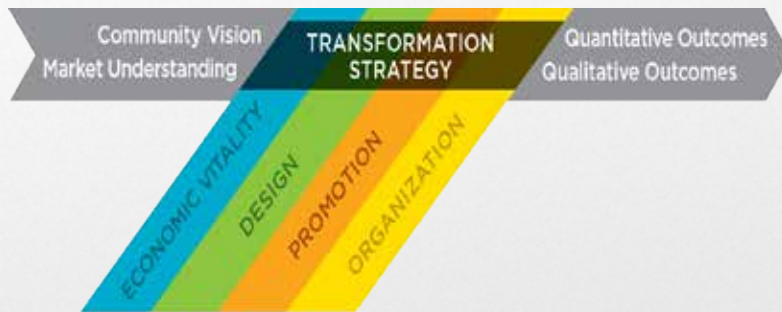 Community Vision
Market Understanding
TRANSFORMATION
STRATEGY
Quantitative Outcomes
Qualitative Outcomes
ECONOMIC VITALITY
DESIGN
PROMOTION
ORGANIZATION